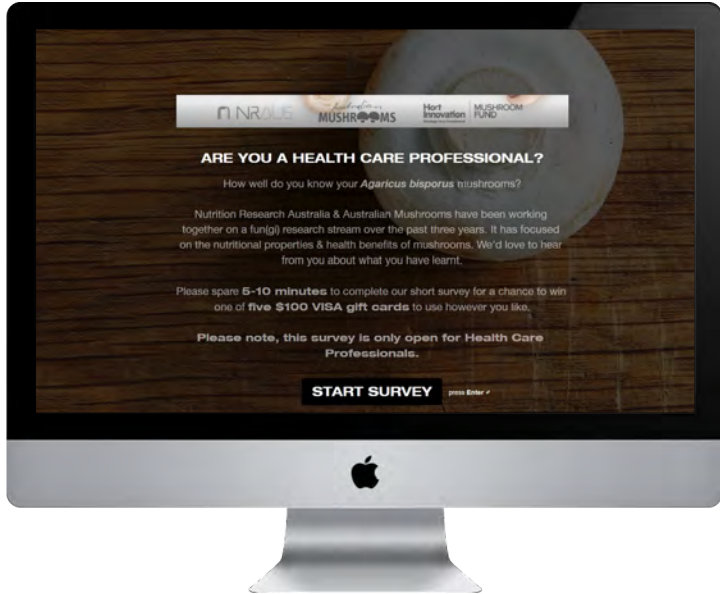 NRAUS
Australian
MUSHROOMS
Hort
Innovation
MUSHROOM
FUND
ARE YOU A HEALTH CARE PROFESSIONAL?
How well do you know your Agaricus bisporus mushrooms?
Nutrition Research Australia & Australian Mushrooms have been working
together on a fun(gi) research stream over the past three years. It has focused
on the nutritional properties & health benefits of mushrooms. We'd love to hear
from you about what you have learnt.
Please spare 5-10 minutes to complete our short survey for a chance to win
one of five $100 VISA gift cards to use however you like.
Please note, this survey is only open for Health Care
Professionals.
START SURVEY press Enter